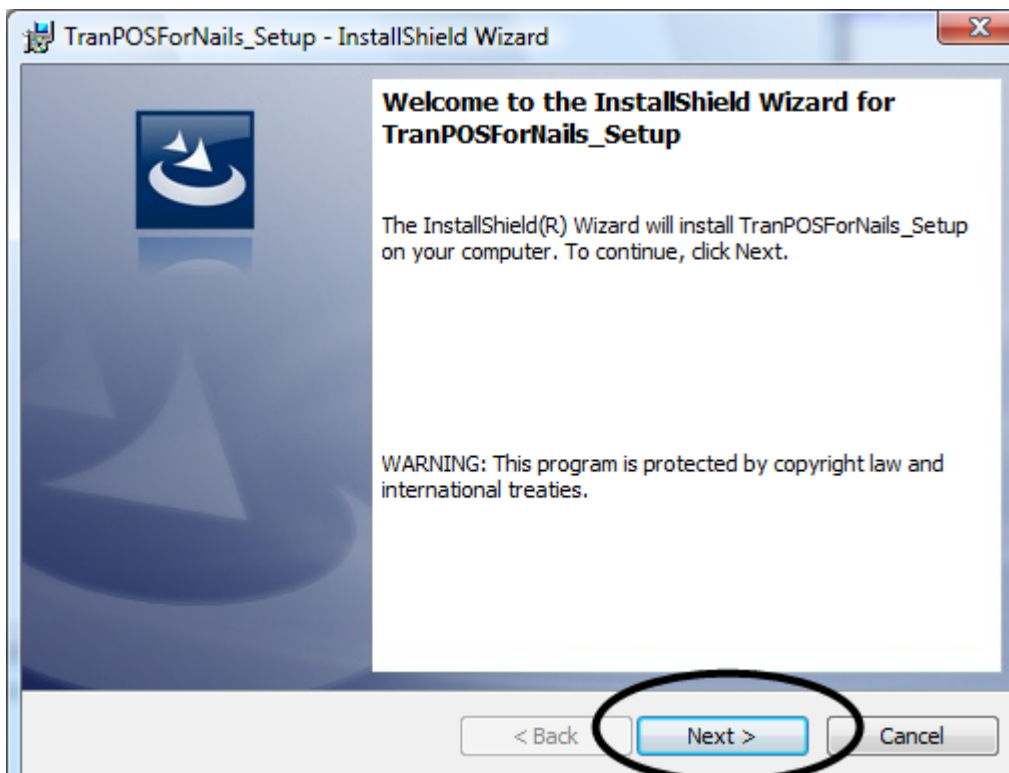 TranPOSForNails_Setup - InstallShield Wizard
Welcome to the InstallShield Wizard for
TranPOSForNails_Setup
The InstallShield(R) Wizard will install TranPOSForNails_Setup
on your computer. To continue, click Next.
WARNING: This program is protected by copyright law and
international treaties.
< Back Next > Cancel